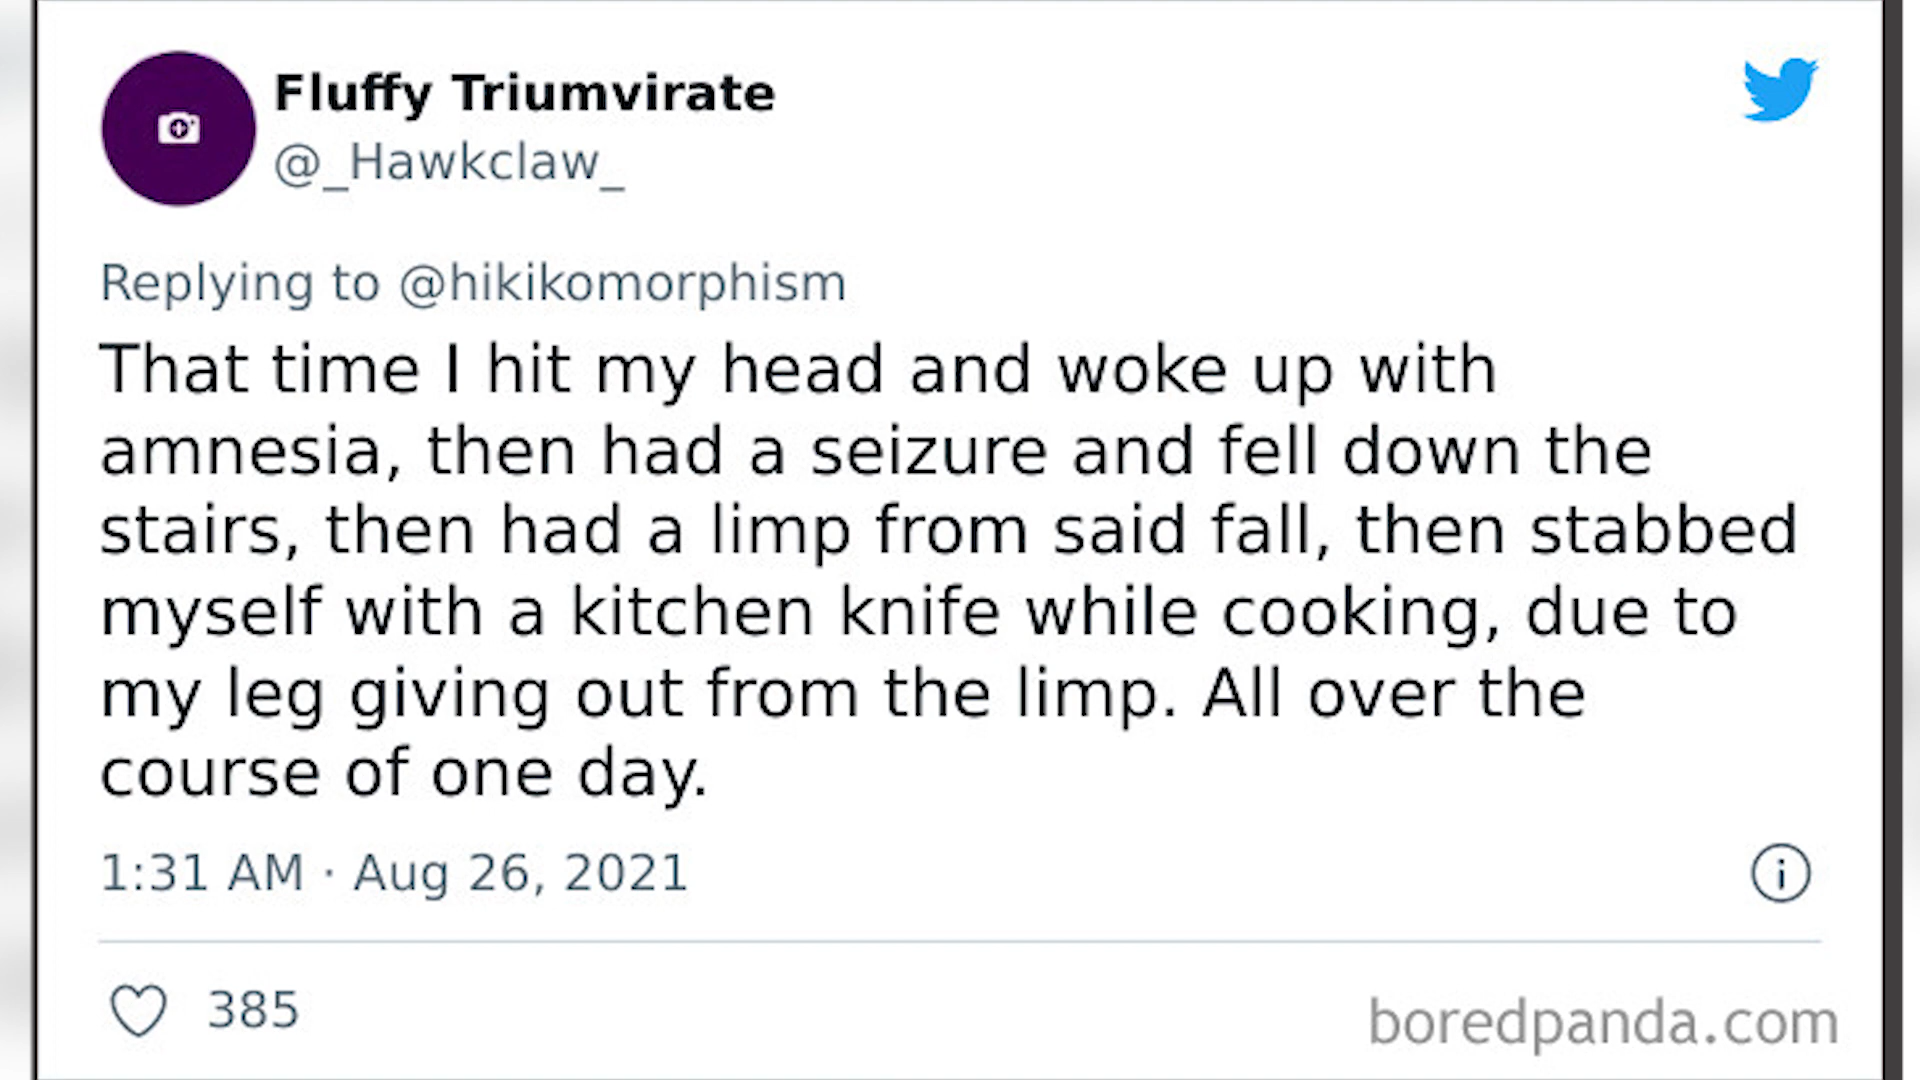 Fluffy Triumvirate
@_Hawkclaw_
Replying to @hikikomorphism
That time I hit my head and woke up with
amnesia, then had a seizure and fell down the
stairs, then had a limp from said fall, then stabbed
myself with a kitchen knife while cooking, due to
my leg giving out from the limp. All over the
course of one day.
1:31 AM · Aug 26, 2021
385
boredpanda.com